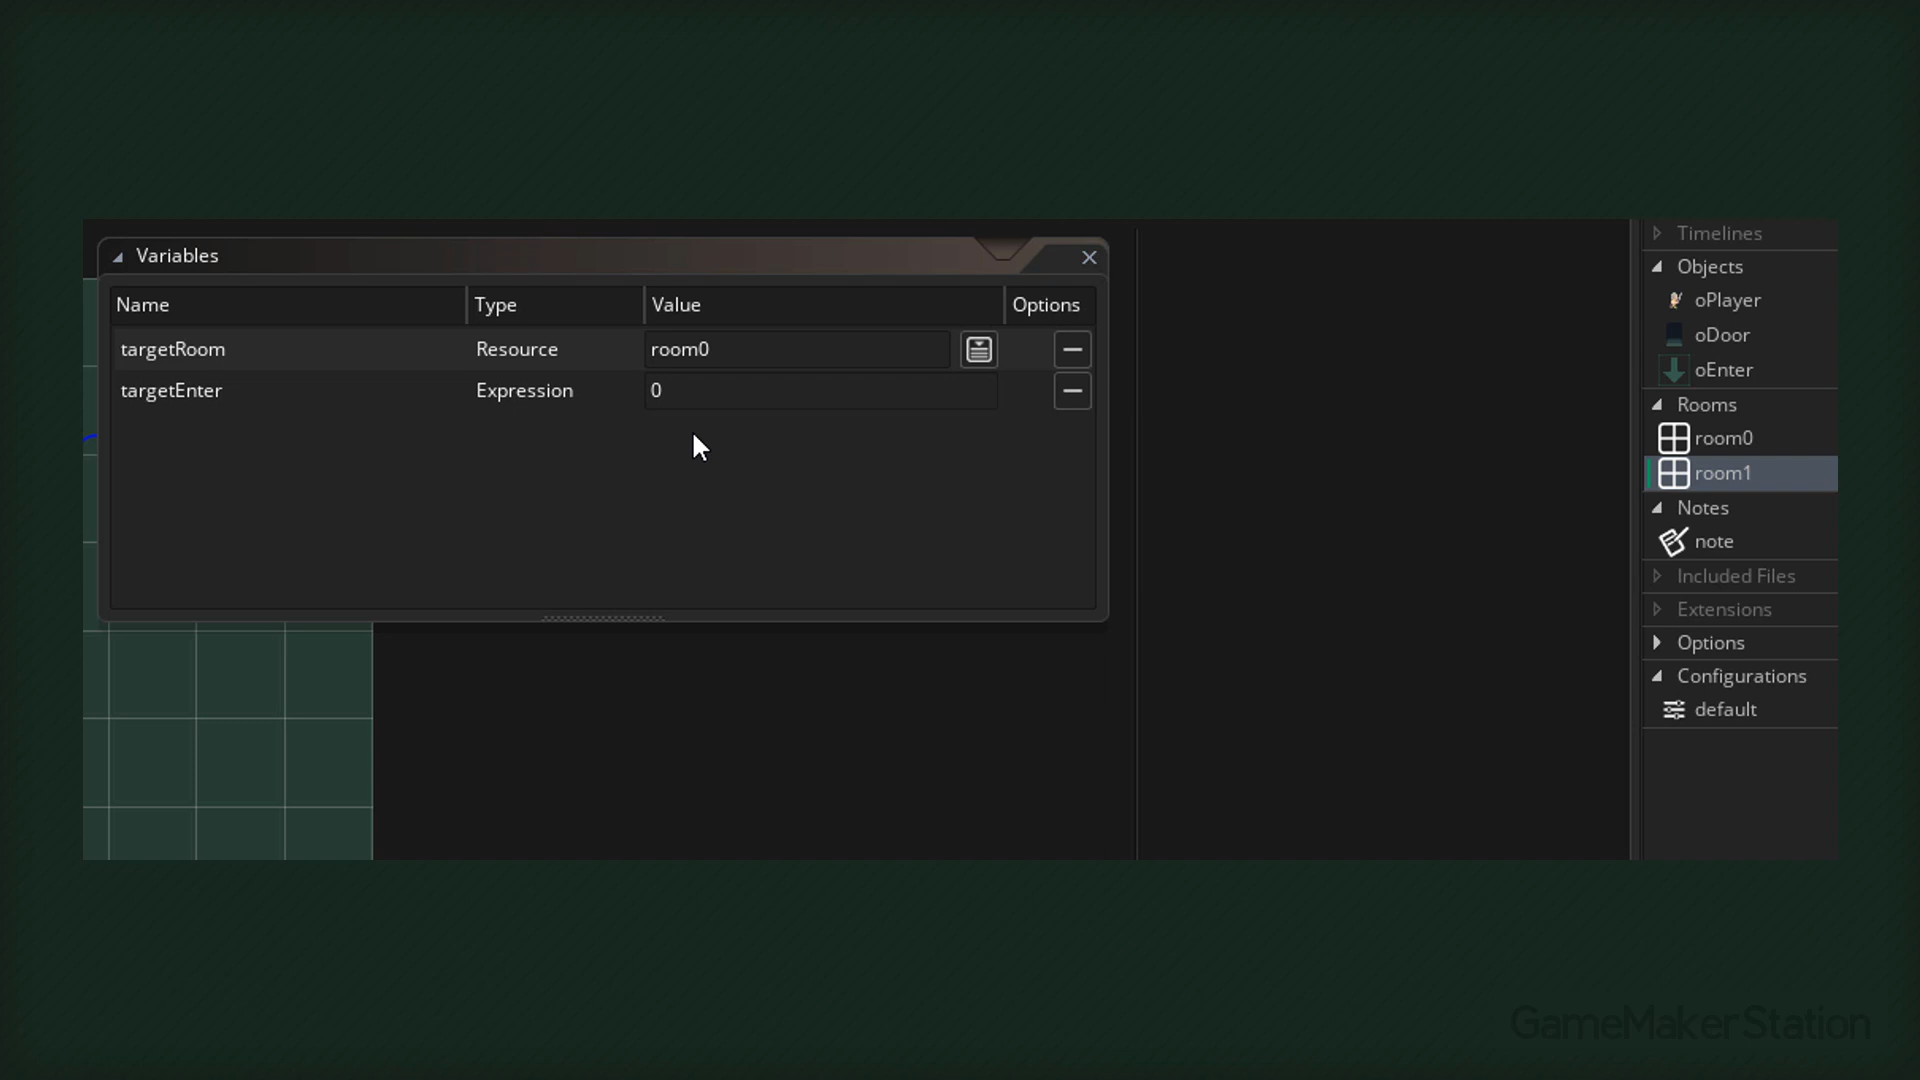 Variables
Name Type Value Options
targetRoom Resource room0
targetEnter Expression 0
Timelines
Objects
oPlayer
oDoor
oEnter
Rooms
room0
room1
Notes
note
Included Files
Extensions
Options
Configurations
default
GameMaker Station